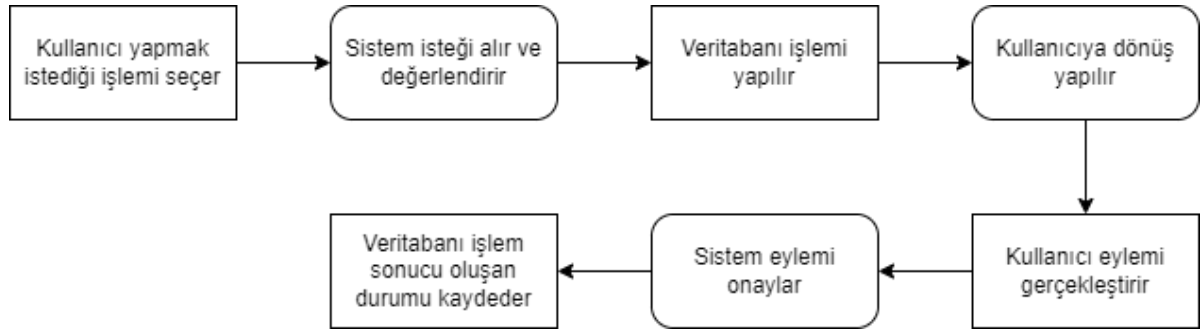 Kullanıcı yapmak
istediği işlemi seçer
Sistem isteği alır ve
değerlendirir
Veritabanı işlemi
yapılır
Kullanıcıya dönüş
yapılır
Kullanıcı eylemi
gerçekleştirir
Sistem eylemi
onaylar
Veritabanı işlem
sonucu oluşan
durumu kaydeder